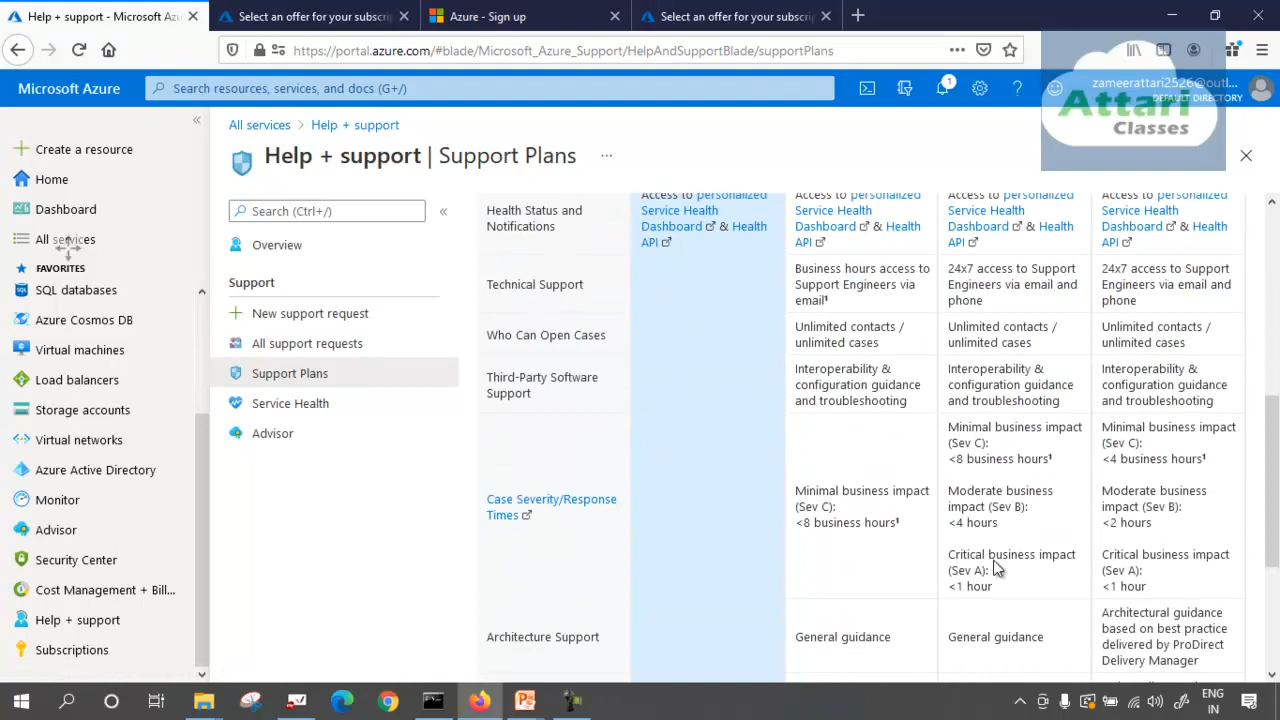 Help + support - Microsoft Azu
Select an offer for your subscrip
Azure - Sign up
Select an offer for your subscrip
https://portal.azure.com/#blade/Microsoft_Azure_Support/HelpAndSupportBlade/supportPlans
Microsoft Azure
Search resources, services, and docs (G+/)
1
zameerattari2526@outl...
DEFAULT DIRECTORY
Attari
Classes
Create a resource
Home
Dashboard
All services
FAVORITES
SQL databases
Azure Cosmos DB
Virtual machines
Load balancers
Storage accounts
Virtual networks
Azure Active Directory
Monitor
Advisor
Security Center
Cost Management + Bill...
Help + support
Subscriptions
All services > Help + support
Help + support | Support Plans
Search (Ctrl+/)
Overview
Support
New support request
All support requests
Support Plans
Service Health
Advisor
Health Status and
Notifications
Access to personalized
Service Health
Dashboard & Health
API
Access to personalized
Service Health
Dashboard & Health
API
Access to personalized
Service Health
Dashboard & Health
API
Access to personalized
Service Health
Dashboard & Health
API
Technical Support
Business hours access to
Support Engineers via
email¹
24x7 access to Support
Engineers via email and
phone
24x7 access to Support
Engineers via email and
phone
Who Can Open Cases
Unlimited contacts /
unlimited cases
Unlimited contacts /
unlimited cases
Unlimited contacts /
unlimited cases
Third-Party Software
Support
Interoperability &
configuration guidance
and troubleshooting
Interoperability &
configuration guidance
and troubleshooting
Interoperability &
configuration guidance
and troubleshooting
Case Severity/Response
Times
Minimal business impact
(Sev C):
<8 business hours¹
Minimal business impact
(Sev C):
<8 business hours¹
Moderate business
impact (Sev B):
<4 hours
Critical business impact
(Sev A):
<1 hour
Minimal business impact
(Sev C):
<4 business hours¹
Moderate business
impact (Sev B):
<2 hours
Critical business impact
(Sev A):
<1 hour
Architecture Support
General guidance
General guidance
Architectural guidance
based on best practice
delivered by ProDirect
Delivery Manager
ENG
IN